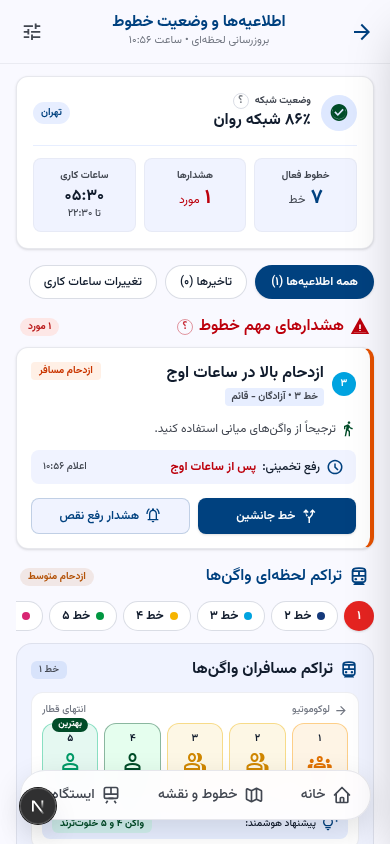 اطلاعیه‌ها و وضعیت خطوط
بروزرسانی لحظه‌ای • ساعت ۱۰:۵۶
وضعیت شبکه ؟
۸۶٪ شبکه روان
تهران
خطوط فعال
۷ خط
هشدارها
۱ مورد
ساعات کاری
۰۵:۳۰
تا ۲۲:۳۰
همه اطلاعیه‌ها (۱)
تاخیرها (۰)
تغییرات ساعات کاری
هشدارهای مهم خطوط ؟
۱ مورد
۳
ازدحام بالا در ساعات اوج
ازدحام مسافر
خط ۳ • آزادگان - قائم
ترجیحاً از واگن‌های میانی استفاده کنید.
رفع تخمینی: پس از ساعات اوج
اعلام ۱۰:۵۶
خط جانشین
هشدار رفع نقص
تراکم لحظه‌ای واگن‌ها
ازدحام متوسط
۱
خط ۲
خط ۳
خط ۴
خط ۵
تراکم مسافران واگن‌ها
خط ۱
لوکوموتیو
انتهای قطار
بهترین
۱
۲
۳
۴
۵
خانه
خطوط و نقشه
ایستگاه
N
پیشنهاد هوشمند:
واگن ۴ و ۵ خلوت‌ترند